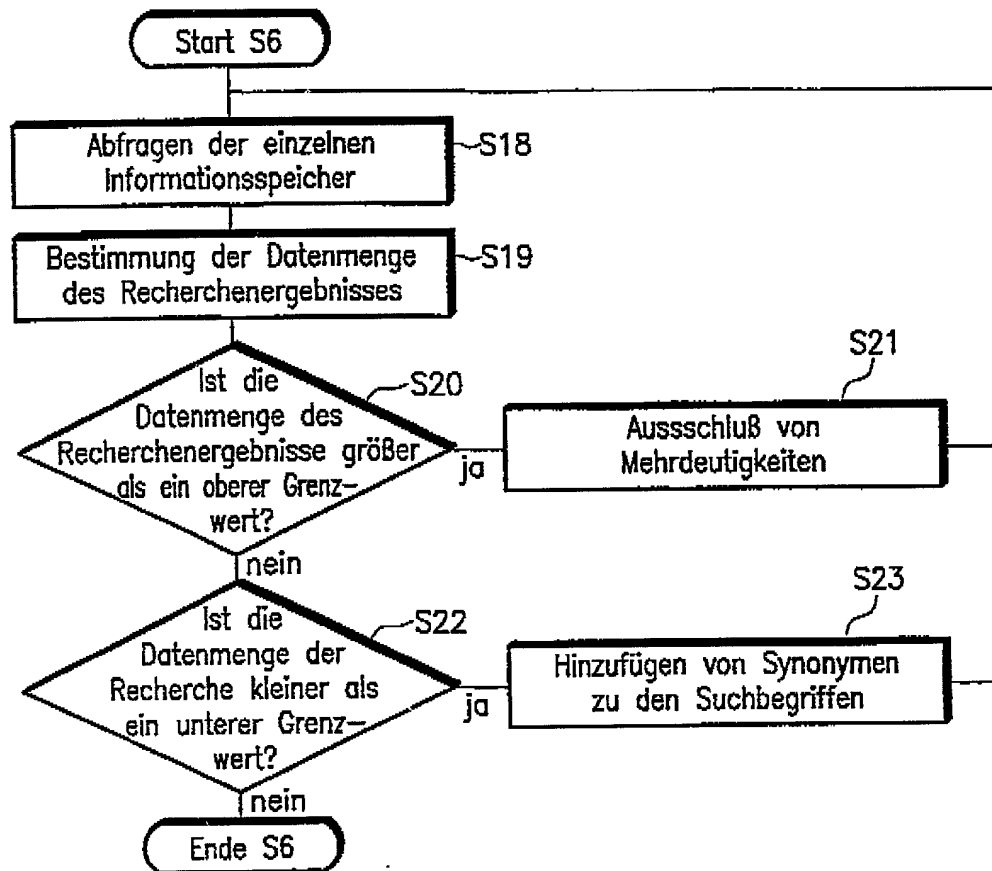 Start S6
Abfragen der einzelnen
Informationsspeicher
S18
Bestimmung der Datenmenge
des Recherchenergebnisses
S19
Ist die
Datenmenge des
Recherchenergebnisse größer
als ein oberer Grenz-
wert?
S20
ja
S21
Aussschluß von
Mehrdeutigkeiten
nein
Ist die
Datenmenge der
Recherche kleiner als
ein unterer Grenz-
wert?
S22
ja
S23
Hinzufügen von Synonymen
zu den Suchbegriffen
nein
Ende S6